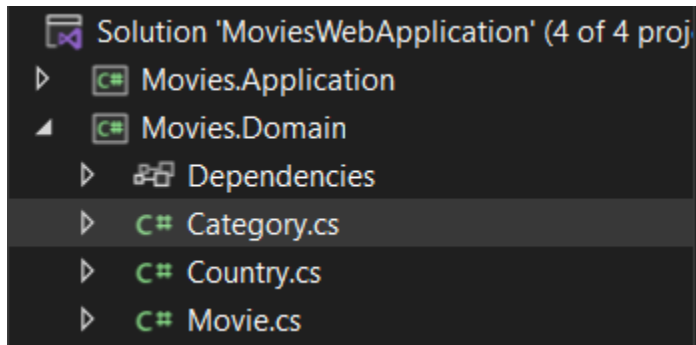 Solution 'MoviesWebApplication' (4 of 4 proj
C# Movies.Application
C# Movies.Domain
Dependencies
C# Category.cs
C# Country.cs
C# Movie.cs